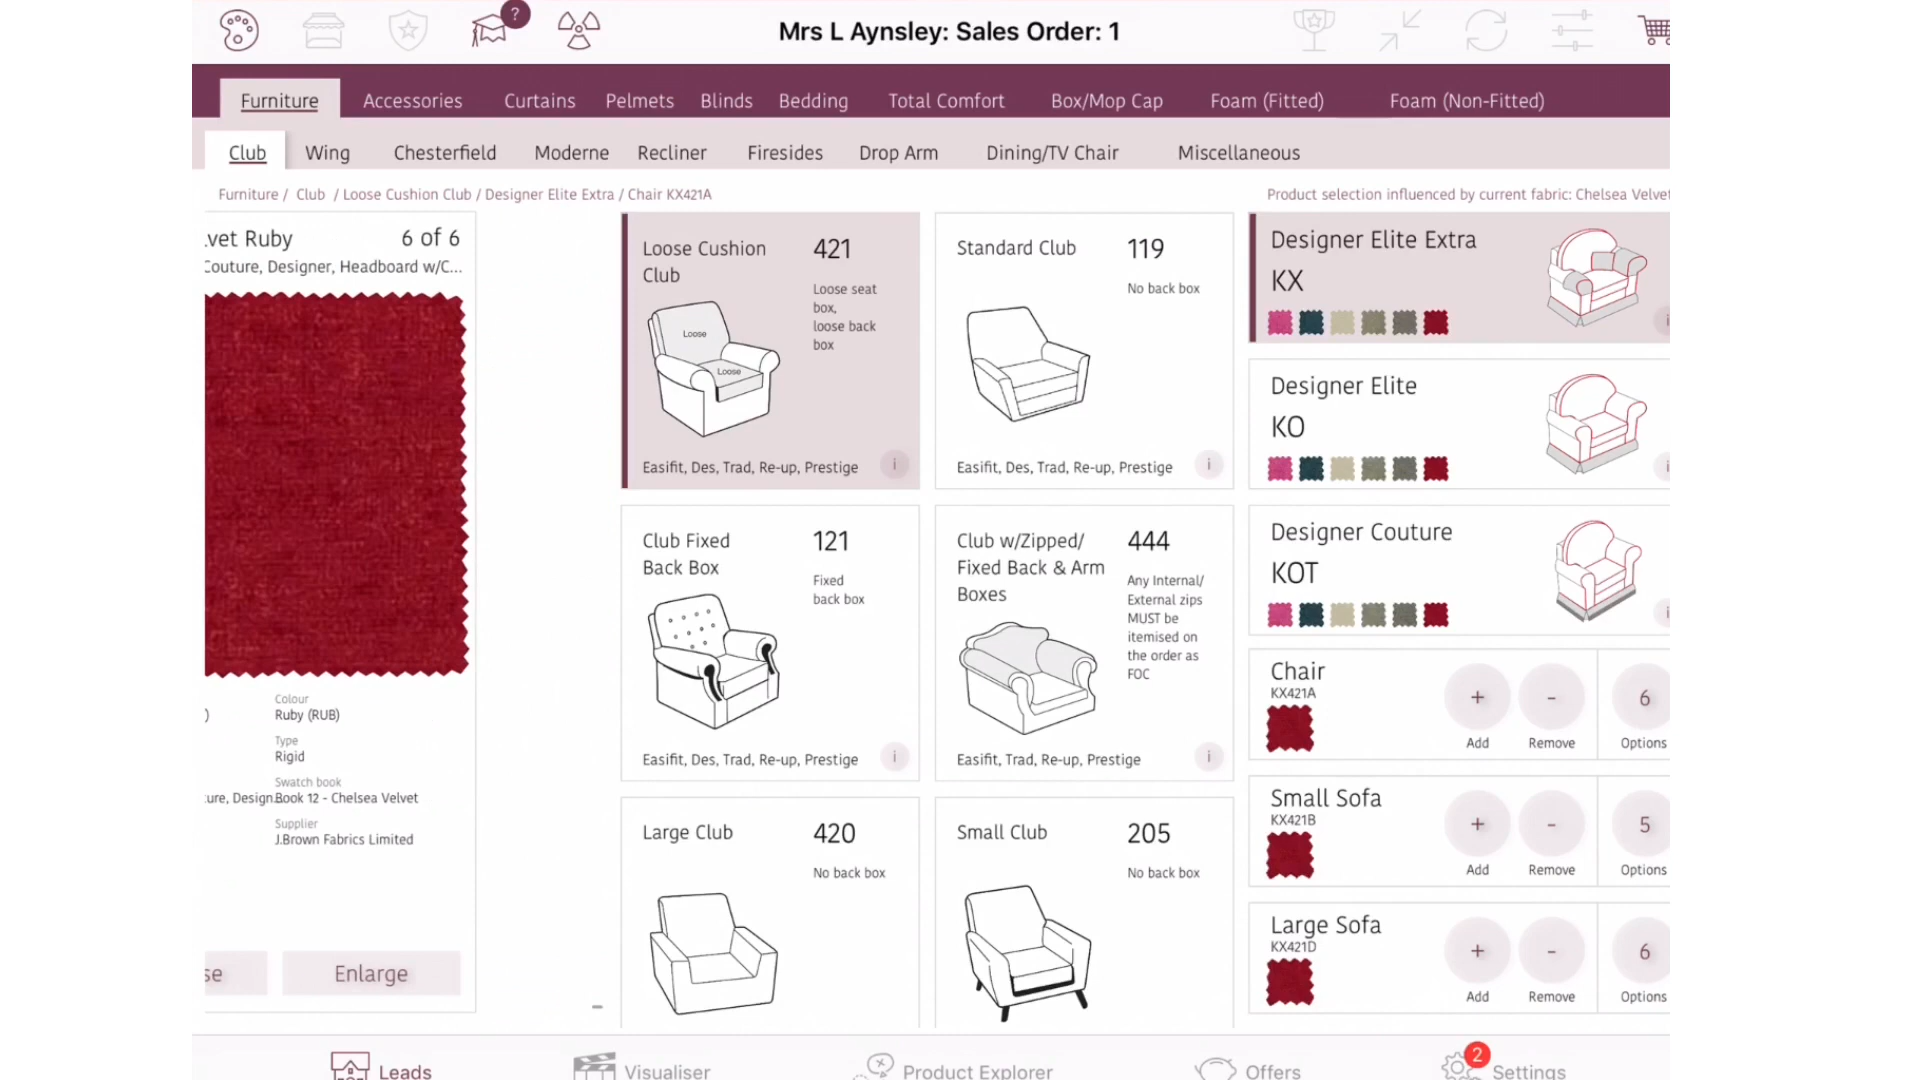 ?
Mrs L Aynsley: Sales Order: 1
Furniture
Accessories
Curtains
Pelmets
Blinds
Bedding
Total Comfort
Box/Mop Cap
Foam (Fitted)
Foam (Non-Fitted)
Club
Wing
Chesterfield
Moderne
Recliner
Firesides
Drop Arm
Dining/TV Chair
Miscellaneous
Furniture / Club / Loose Cushion Club / Designer Elite Extra / Chair KX421A
Product selection influenced by current fabric: Chelsea Velvet
vet Ruby
6 of 6
Couture, Designer, Headboard w/C...
Colour
)
Ruby (RUB)
Type
Rigid
Swatch book
ure, Design...
Book 12 - Chelsea Velvet
Supplier
J.Brown Fabrics Limited
se
Enlarge
Loose Cushion
Club
421
Loose seat
box,
loose back
box
Loose
Loose
Easifit, Des, Trad, Re-up, Prestige
i
Standard Club
119
No back box
Easifit, Des, Trad, Re-up, Prestige
i
Club Fixed
Back Box
121
Fixed
back box
Easifit, Des, Trad, Re-up, Prestige
i
Club w/Zipped/
Fixed Back & Arm
Boxes
444
Any Internal/
External zips
MUST be
itemised on
the order as
FOC
Easifit, Trad, Re-up, Prestige
i
Large Club
420
No back box
Small Club
205
No back box
Designer Elite Extra
KX
i
Designer Elite
KO
i
Designer Couture
KOT
i
Chair
KX421A
+
-
6
Add
Remove
Options
Small Sofa
KX421B
+
-
5
Add
Remove
Options
Large Sofa
KX421D
+
-
6
Add
Remove
Options
Leads
Visualiser
Product Explorer
Offers
2
Settings